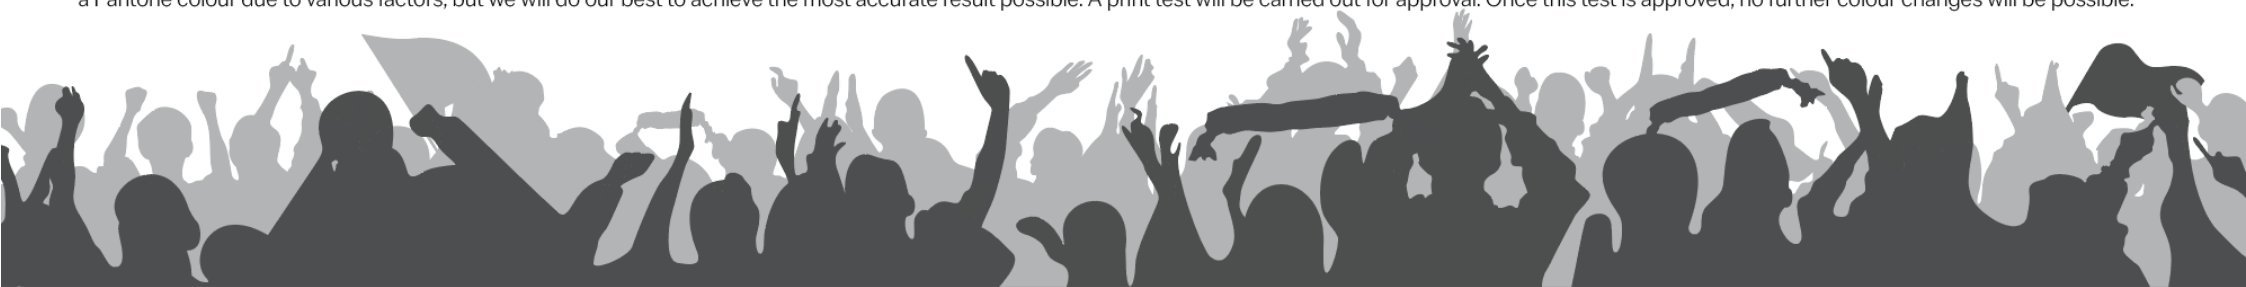 a Pantone colour due to various factors, but we will do our best to achieve the most accurate result possible. A print test will be carried out for approval. Once this test is approved, no further colour changes will be possible.